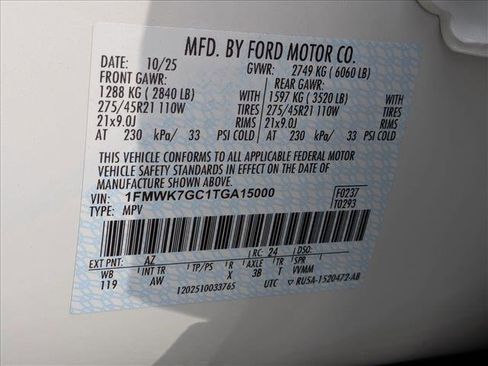 MFD. BY FORD MOTOR CO.
DATE: 10/25 GVWR: 2749 KG ( 6060 LB)
FRONT GAWR: REAR GAWR:
1288 KG ( 2840 LB) WITH 1597 KG ( 3520 LB) WITH
275/45R21 110W TIRES 275/45R21 110W TIRES
21x9.0J RIMS 21x9.0J RIMS
AT 230 kPa/ 33 PSI COLD AT 230 kPa/ 33 PSI COLD
THIS VEHICLE CONFORMS TO ALL APPLICABLE FEDERAL MOTOR
VEHICLE SAFETY STANDARDS IN EFFECT ON THE DATE OF
MANUFACTURE SHOWN ABOVE.
VIN: 1FMWK7GC1TGA15000 F0237
TYPE: MPV T0293
EXT PNT: AZ RC: 24 DSO:
WB INT TR TP/PS R AXLE TR SPR
119 AW X 3B T VVMM
1202510033765 UTC ▽ RU5A-1520472-AB